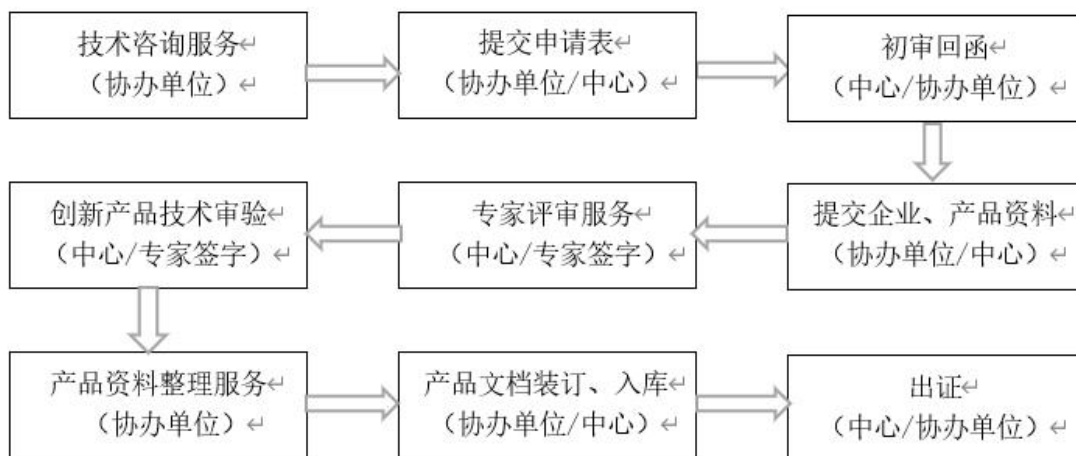 技术咨询服务↵
（协办单位）↵
提交申请表↵
（协办单位/中心）↵
初审回函↵
（中心/协办单位）↵
提交企业、产品资料↵
（协办单位/中心）↵
专家评审服务↵
（中心/专家签字）↵
创新产品技术审验↵
（中心/专家签字）↵
产品资料整理服务↵
（协办单位）↵
产品文档装订、入库↵
（协办单位/中心）↵
出证↵
（中心/协办单位）↵